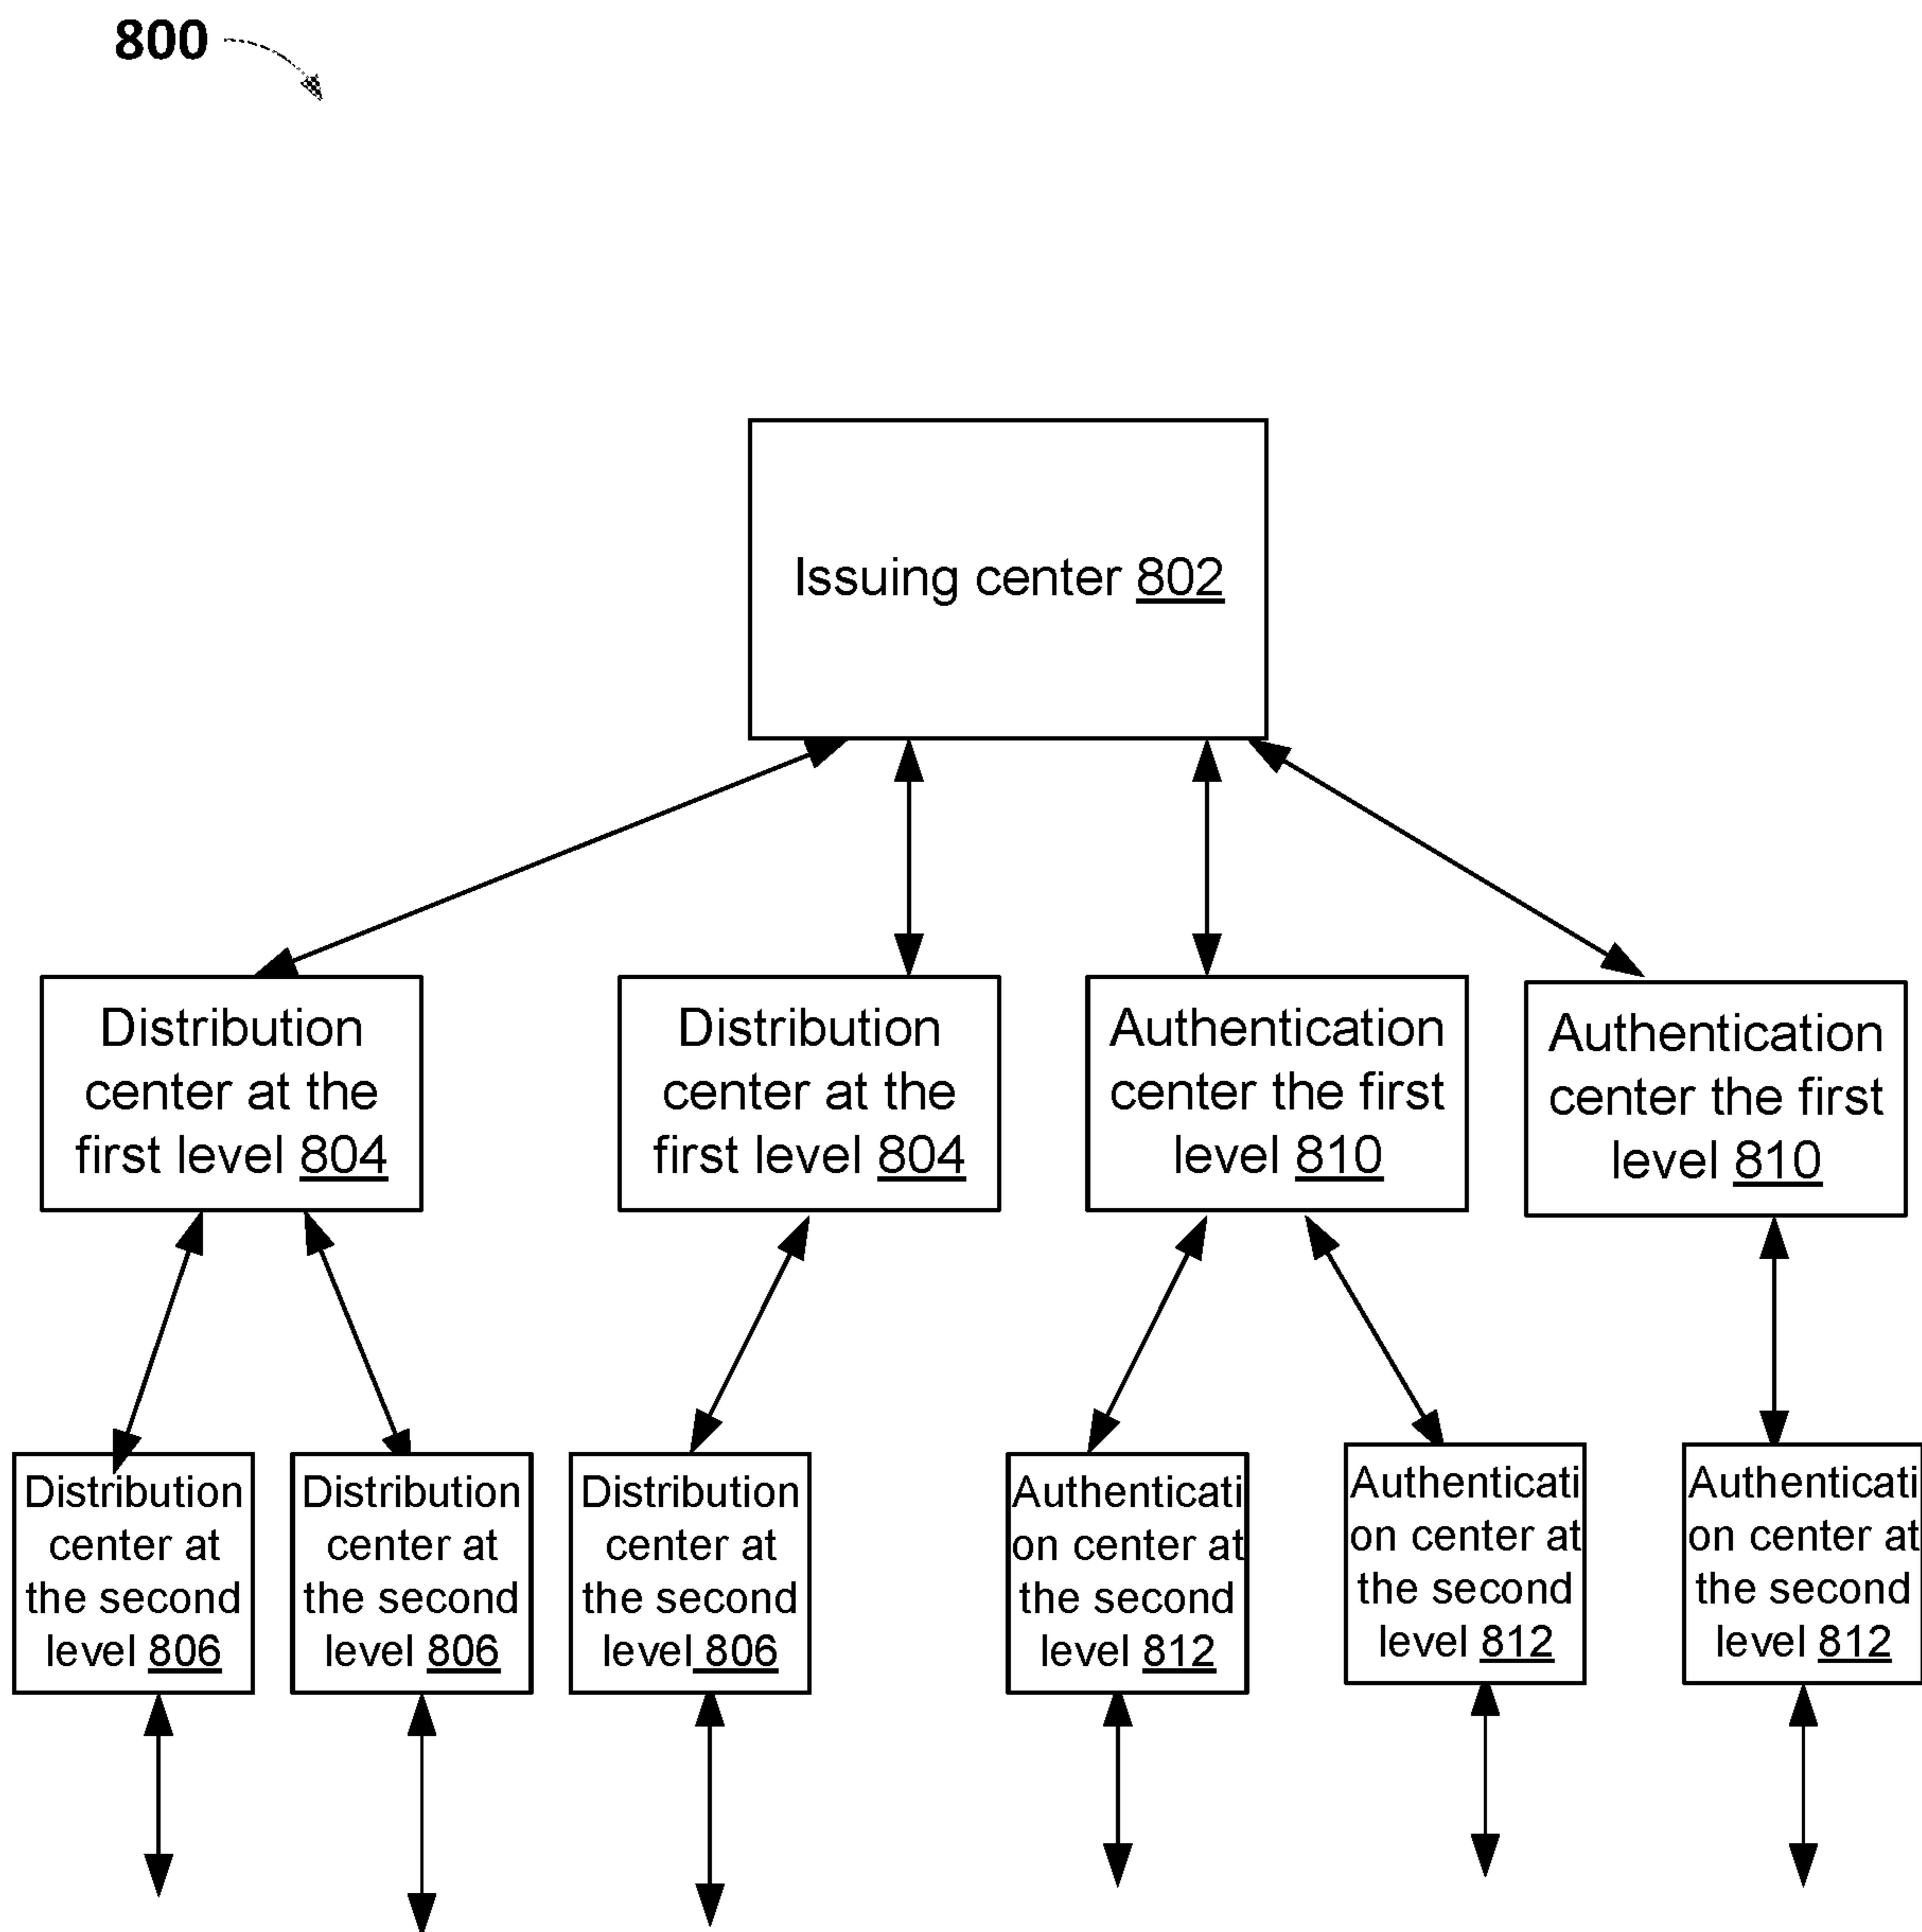 800
Issuing center 802
Distribution
center at the
first level 804
Distribution
center at the
first level 804
Authentication
center the first
level 810
Authentication
center the first
level 810
Distribution
center at
the second
level 806
Distribution
center at
the second
level 806
Distribution
center at
the second
level 806
Authenticati
on center at
the second
level 812
Authenticati
on center at
the second
level 812
Authenticati
on center at
the second
level 812